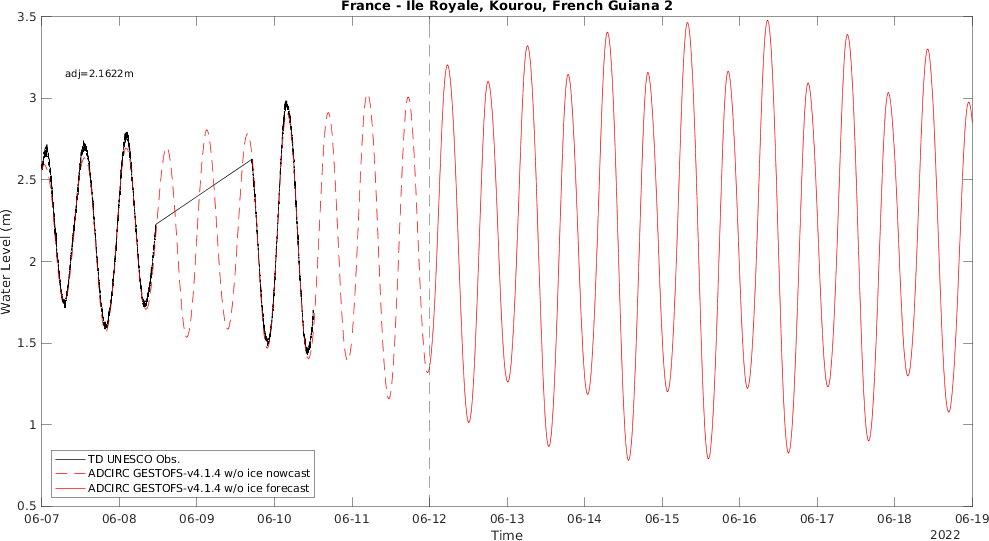 France - Ile Royale, Kourou, French Guiana 2
adj=2.1622m
3.5
3
2.5
2
1.5
1
0.5
Water Level (m)
TD UNESCO Obs.
ADCIRC GESTOFS-v4.1.4 w/o ice nowcast
ADCIRC GESTOFS-v4.1.4 w/o ice forecast
06-07 06-08 06-09 06-10 06-11 06-12 06-13 06-14 06-15 06-16 06-17 06-18 06-19
Time
2022